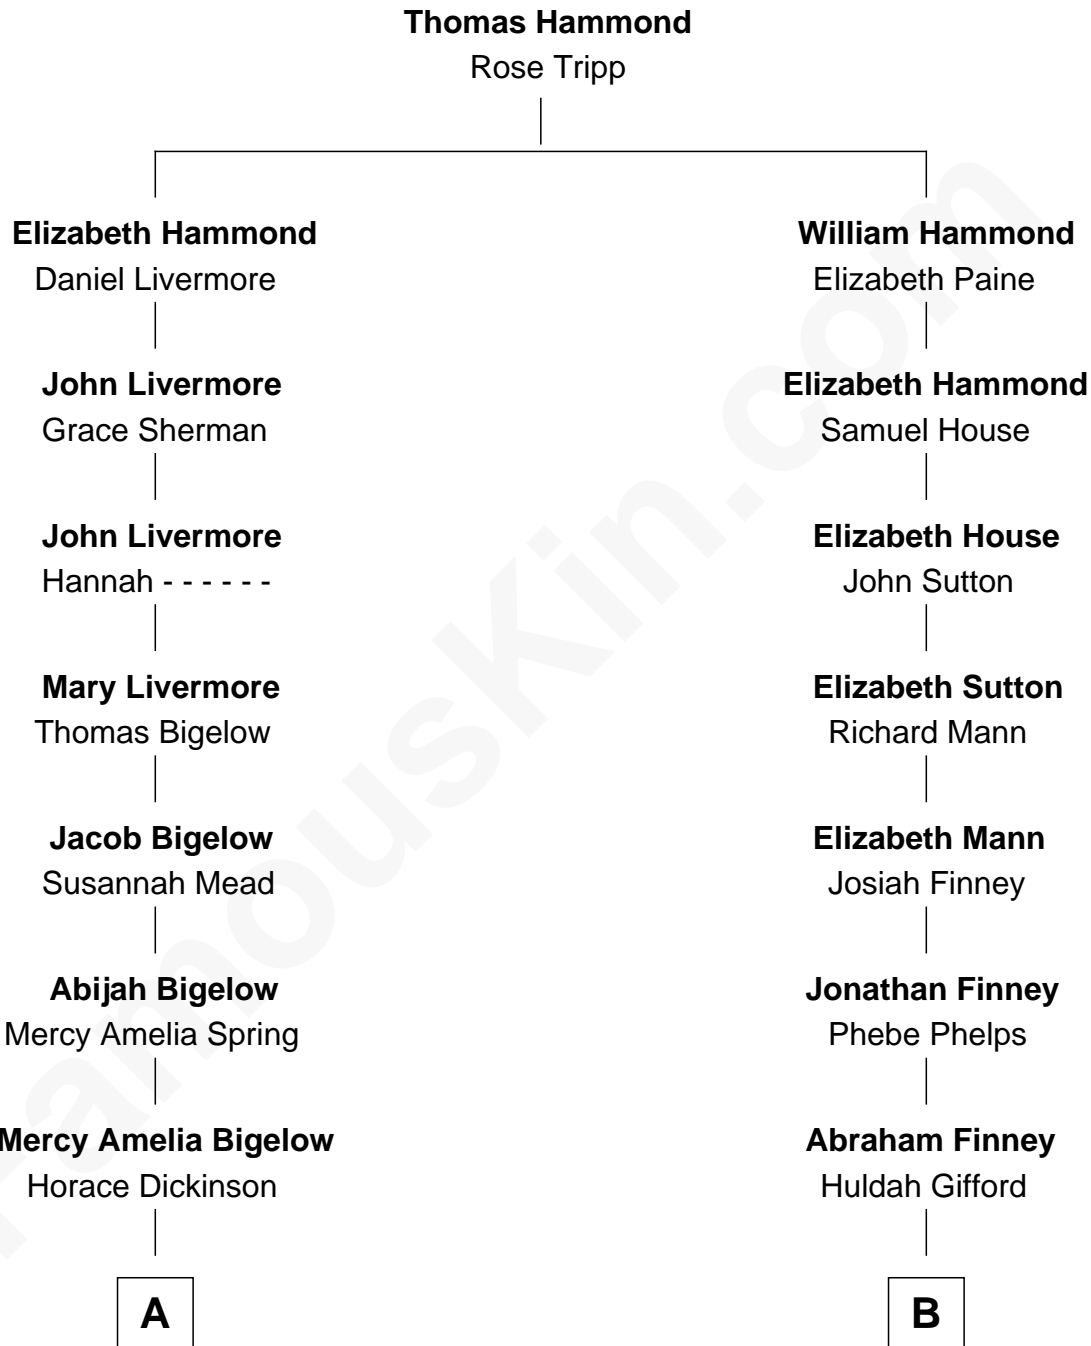 Thomas Hammond
Rose Tripp
Elizabeth Hammond
Daniel Livermore
John Livermore
Grace Sherman
John Livermore
Hannah - - - - - -
Mary Livermore
Thomas Bigelow
Jacob Bigelow
Susannah Mead
Abijah Bigelow
Mercy Amelia Spring
Mercy Amelia Bigelow
Horace Dickinson
A
William Hammond
Elizabeth Paine
Elizabeth Hammond
Samuel House
Elizabeth House
John Sutton
Elizabeth Sutton
Richard Mann
Elizabeth Mann
Josiah Finney
Jonathan Finney
Phebe Phelps
Abraham Finney
Huldah Gifford
B
FamousKin.com